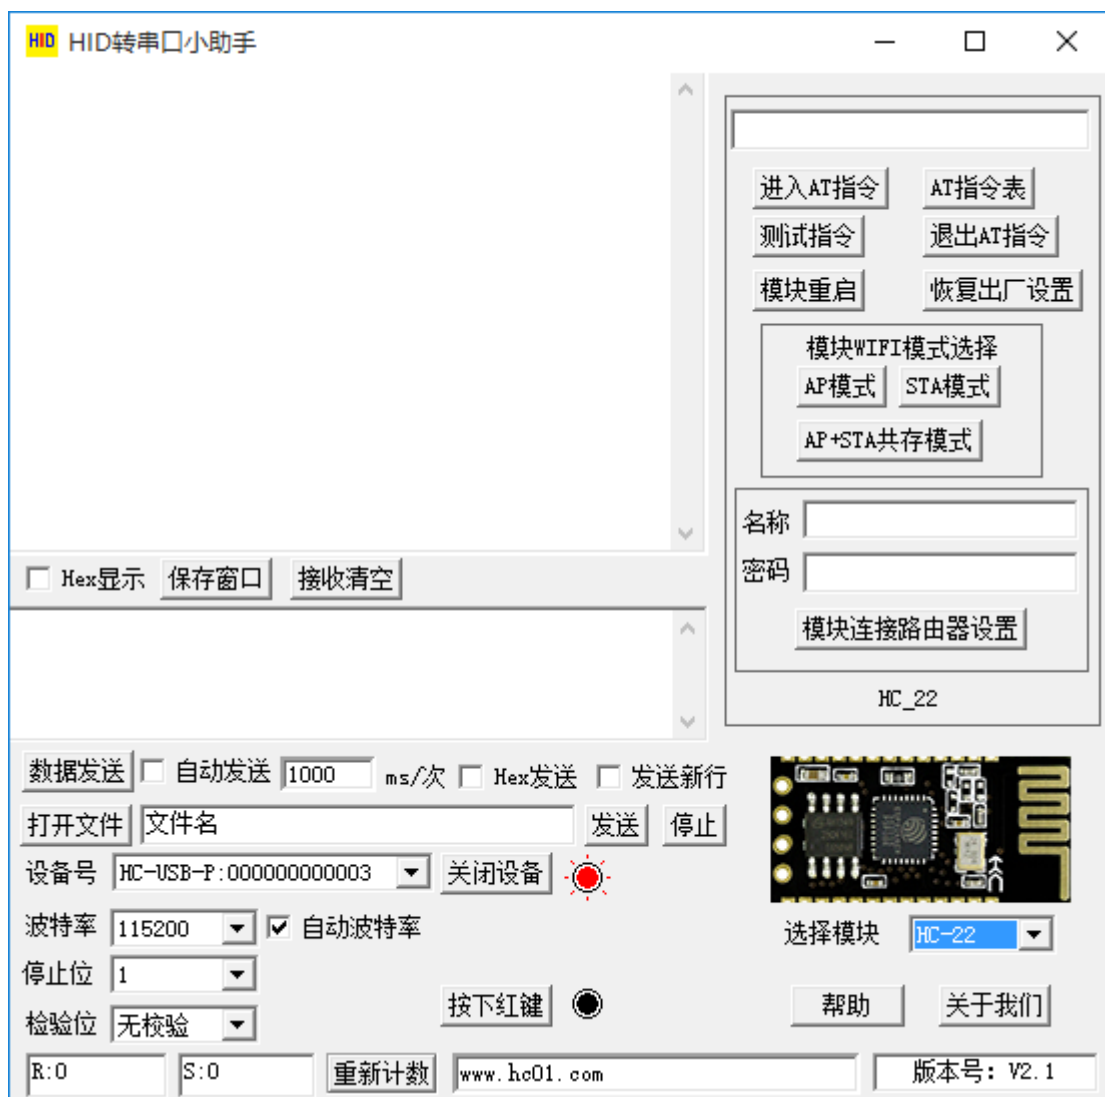 HID HID转串口小助手
进入AT指令 AT指令表
测试指令 退出AT指令
模块重启 恢复出厂设置
模块WIFI模式选择
AP模式 STA模式
AP+STA共存模式
名称
密码
模块连接路由器设置
HC_22
Hex显示 保存窗口 接收清空
数据发送 自动发送 1000 ms/次 Hex发送 发送新行
打开文件 文件名 发送 停止
设备号 HC-USB-P:000000000003 关闭设备
波特率 115200 自动波特率
选择模块 HC-22
停止位 1
按下红键
帮助 关于我们
检验位 无校验
R:0 S:0 重新计数 www.hc01.com 版本号: V2.1